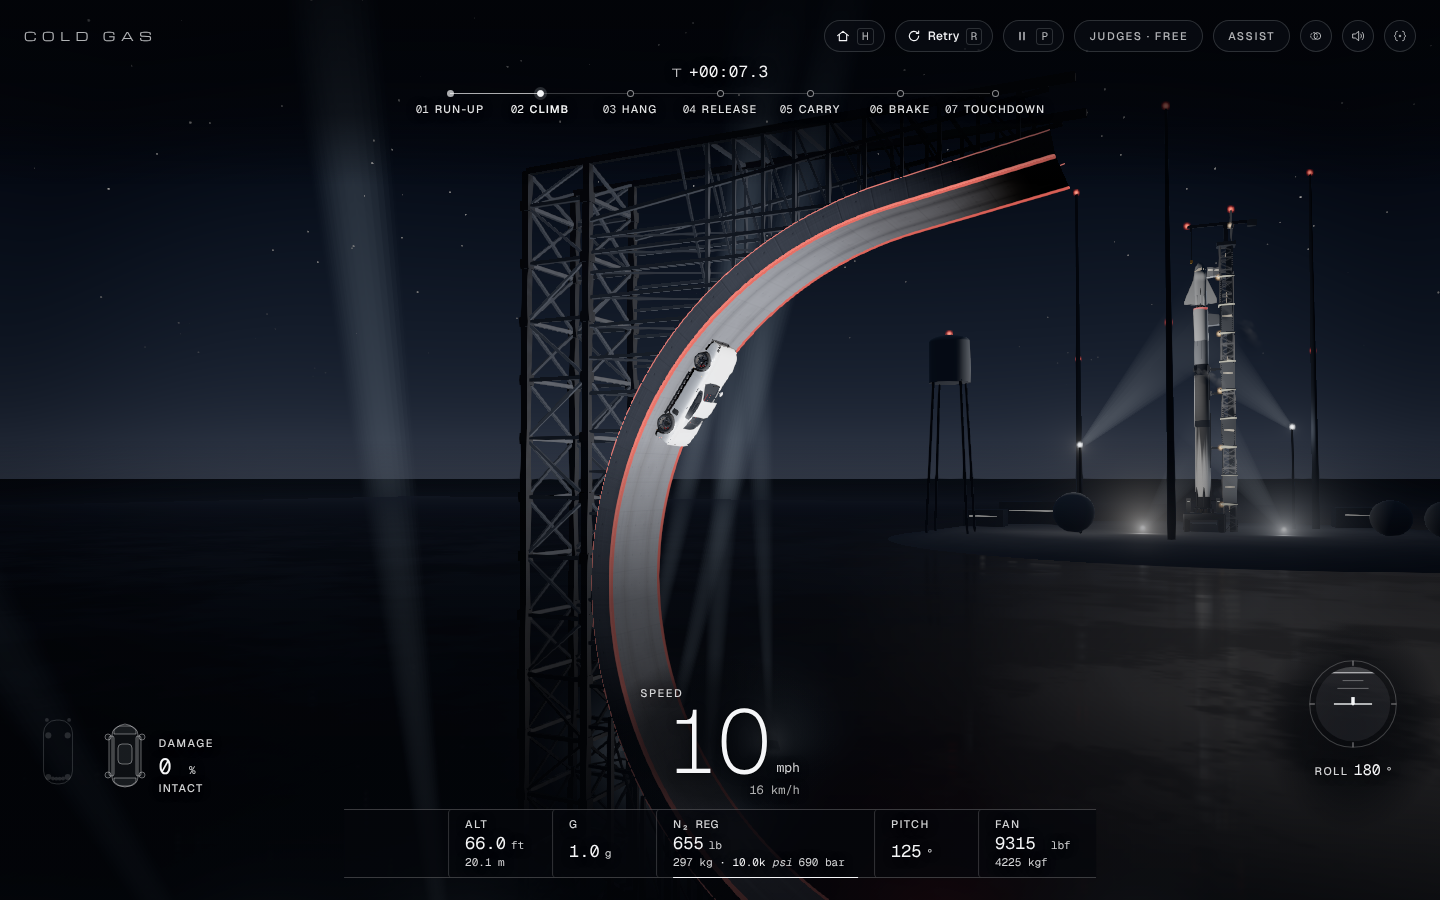 COLD GAS
H
Retry R
P
JUDGES · FREE
ASSIST
T +00:07.3
01 RUN-UP
02 CLIMB
03 HANG
04 RELEASE
05 CARRY
06 BRAKE
07 TOUCHDOWN
SPEED
10 mph
16 km/h
DAMAGE
0 %
INTACT
ROLL 180 °
ALT
66.0 ft
20.1 m
G
1.0 g
N₂ REG
655 lb
297 kg · 10.0k psi 690 bar
PITCH
125 °
FAN
9315 lbf
4225 kgf